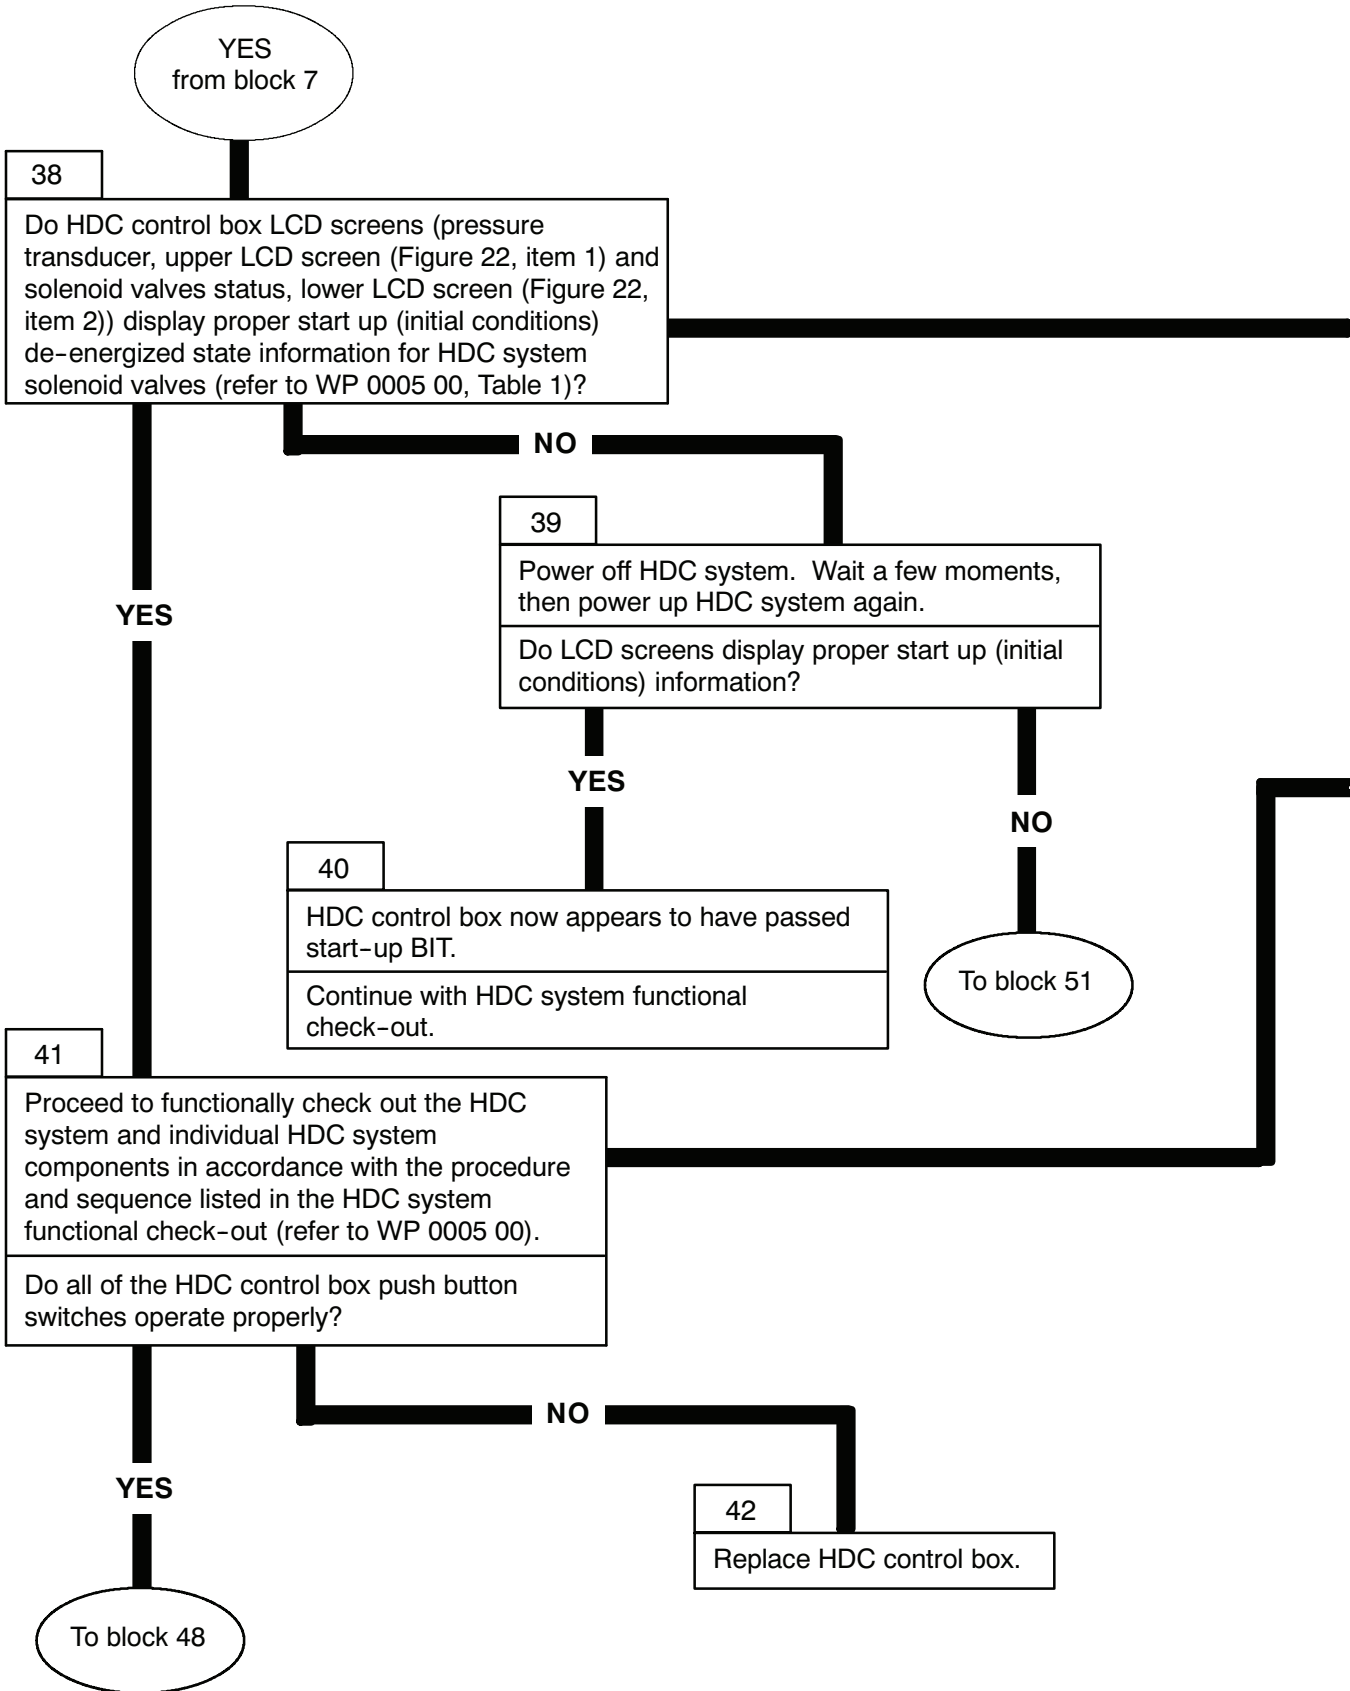 YES
from block 7
38
Do HDC control box LCD screens (pressure
transducer, upper LCD screen (Figure 22, item 1) and
solenoid valves status, lower LCD screen (Figure 22,
item 2)) display proper start up (initial conditions)
de-energized state information for HDC system
solenoid valves (refer to WP 0005 00, Table 1)?
NO
39
Power off HDC system. Wait a few moments,
then power up HDC system again.
Do LCD screens display proper start up (initial
conditions) information?
YES
YES
NO
40
HDC control box now appears to have passed
start-up BIT.
Continue with HDC system functional
check-out.
To block 51
41
Proceed to functionally check out the HDC
system and individual HDC system
components in accordance with the procedure
and sequence listed in the HDC system
functional check-out (refer to WP 0005 00).
Do all of the HDC control box push button
switches operate properly?
NO
YES
42
Replace HDC control box.
To block 48